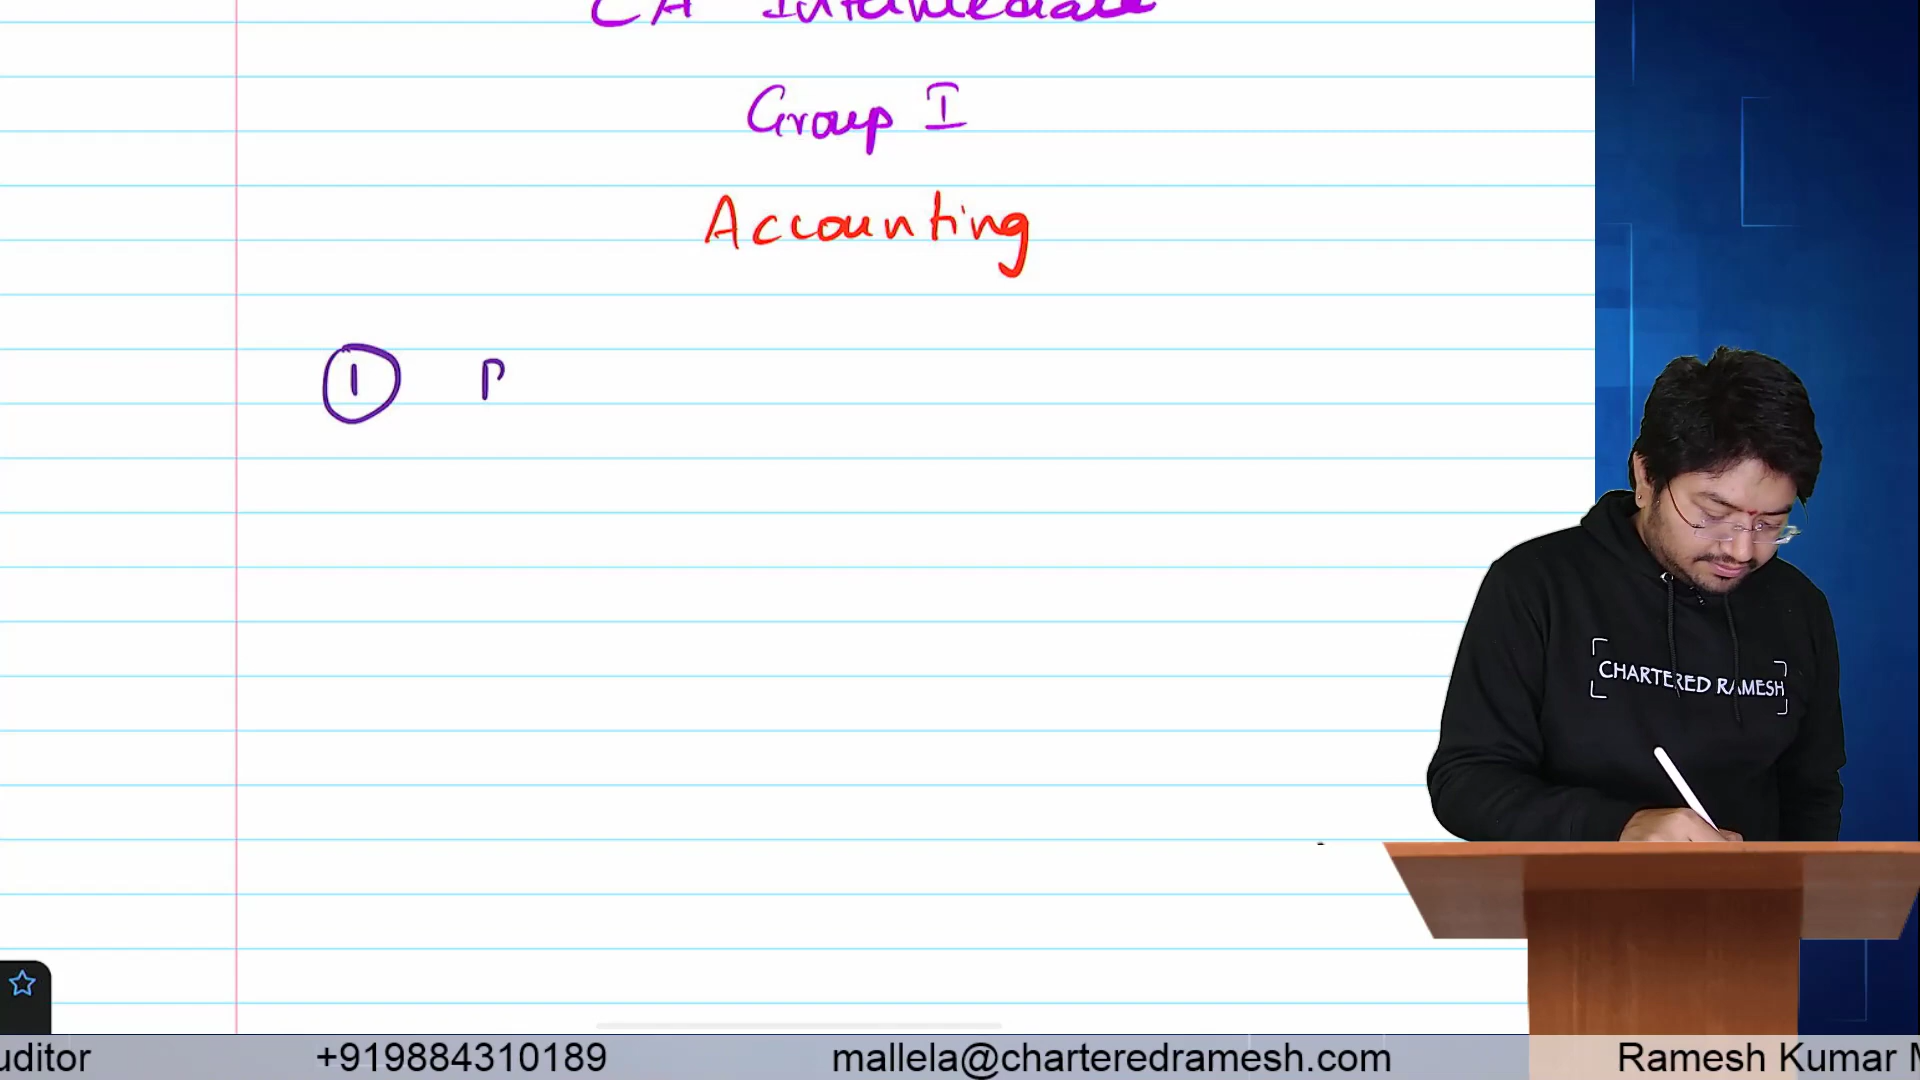 CA Intermediate
Group I
Accounting
1 P
CHARTERED RAMESH
uditor +919884310189 mallela@charteredramesh.com Ramesh Kumar M